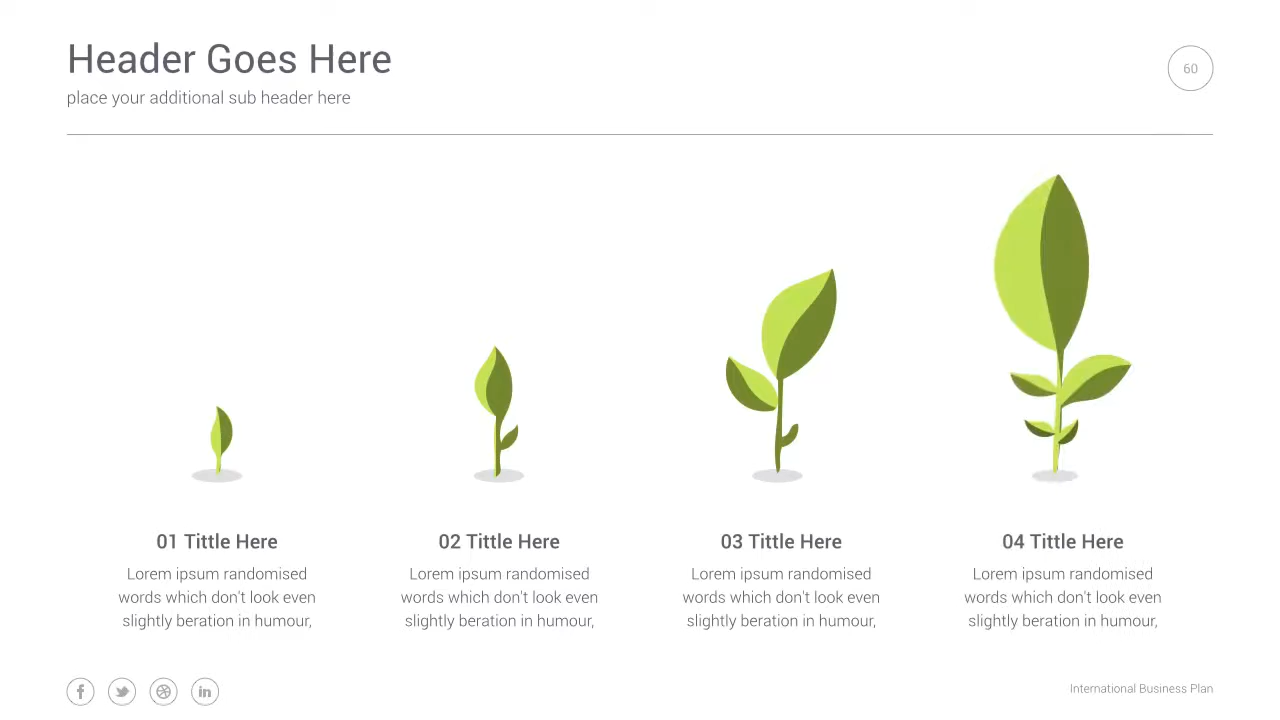 Header Goes Here
place your additional sub header here
60
01 Tittle Here
Lorem ipsum randomised
words which don't look even
slightly beration in humour,
02 Tittle Here
Lorem ipsum randomised
words which don't look even
slightly beration in humour,
03 Tittle Here
Lorem ipsum randomised
words which don't look even
slightly beration in humour,
04 Tittle Here
Lorem ipsum randomised
words which don't look even
slightly beration in humour,
International Business Plan